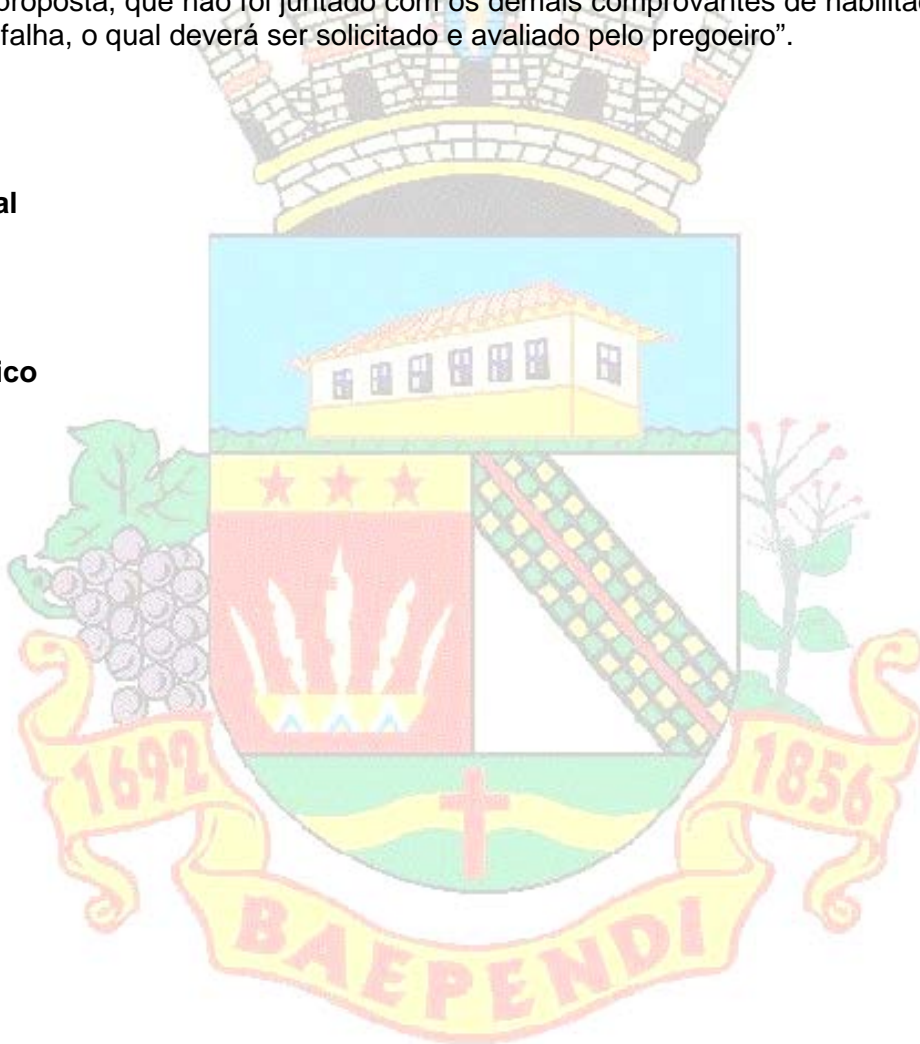 proposta, que não foi juntado com os demais comprovantes de habilitaç
falha, o qual deverá ser solicitado e avaliado pelo pregoeiro”.
al
ico
1692
1856
BAEPENDI